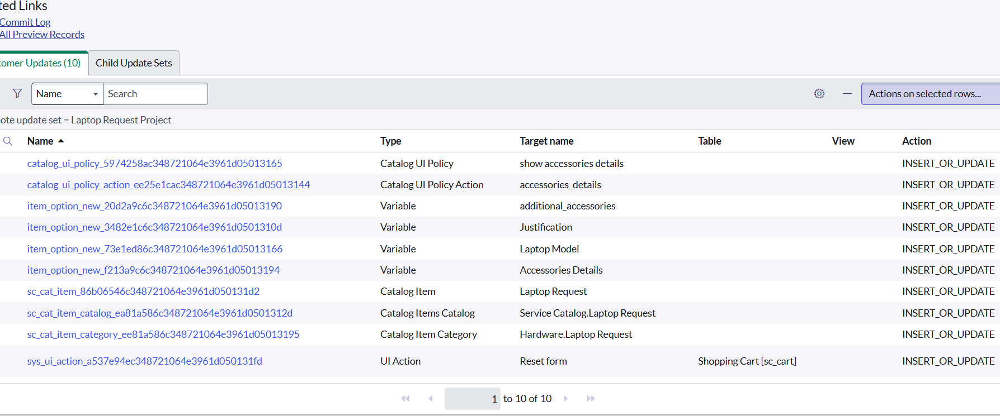 ted Links
Commit Log
All Preview Records
tomer Updates (10) Child Update Sets
Name Search Actions on selected rows...
ote update set = Laptop Request Project
Name Type Target name Table View Action
catalog_ui_policy_5974258ac348721064e3961d05013165 Catalog UI Policy show accessories details INSERT_OR_UPDATE
catalog_ui_policy_action_ee25e1cac348721064e3961d05013144 Catalog UI Policy Action accessories_details INSERT_OR_UPDATE
item_option_new_20d2a9c6c348721064e3961d05013190 Variable additional_accessories INSERT_OR_UPDATE
item_option_new_3482e1c6c348721064e3961d0501310d Variable Justification INSERT_OR_UPDATE
item_option_new_73e1ed86c348721064e3961d05013166 Variable Laptop Model INSERT_OR_UPDATE
item_option_new_f213a9c6c348721064e3961d05013194 Variable Accessories Details INSERT_OR_UPDATE
sc_cat_item_86b06546c348721064e3961d050131d2 Catalog Item Laptop Request INSERT_OR_UPDATE
sc_cat_item_catalog_ea81a586c348721064e3961d0501312d Catalog Items Catalog Service Catalog.Laptop Request INSERT_OR_UPDATE
sc_cat_item_category_ee81a586c348721064e3961d05013195 Catalog Item Category Hardware.Laptop Request INSERT_OR_UPDATE
sys_ui_action_a537e94ec348721064e3961d050131fd UI Action Reset form Shopping Cart [sc_cart] INSERT_OR_UPDATE
1 to 10 of 10